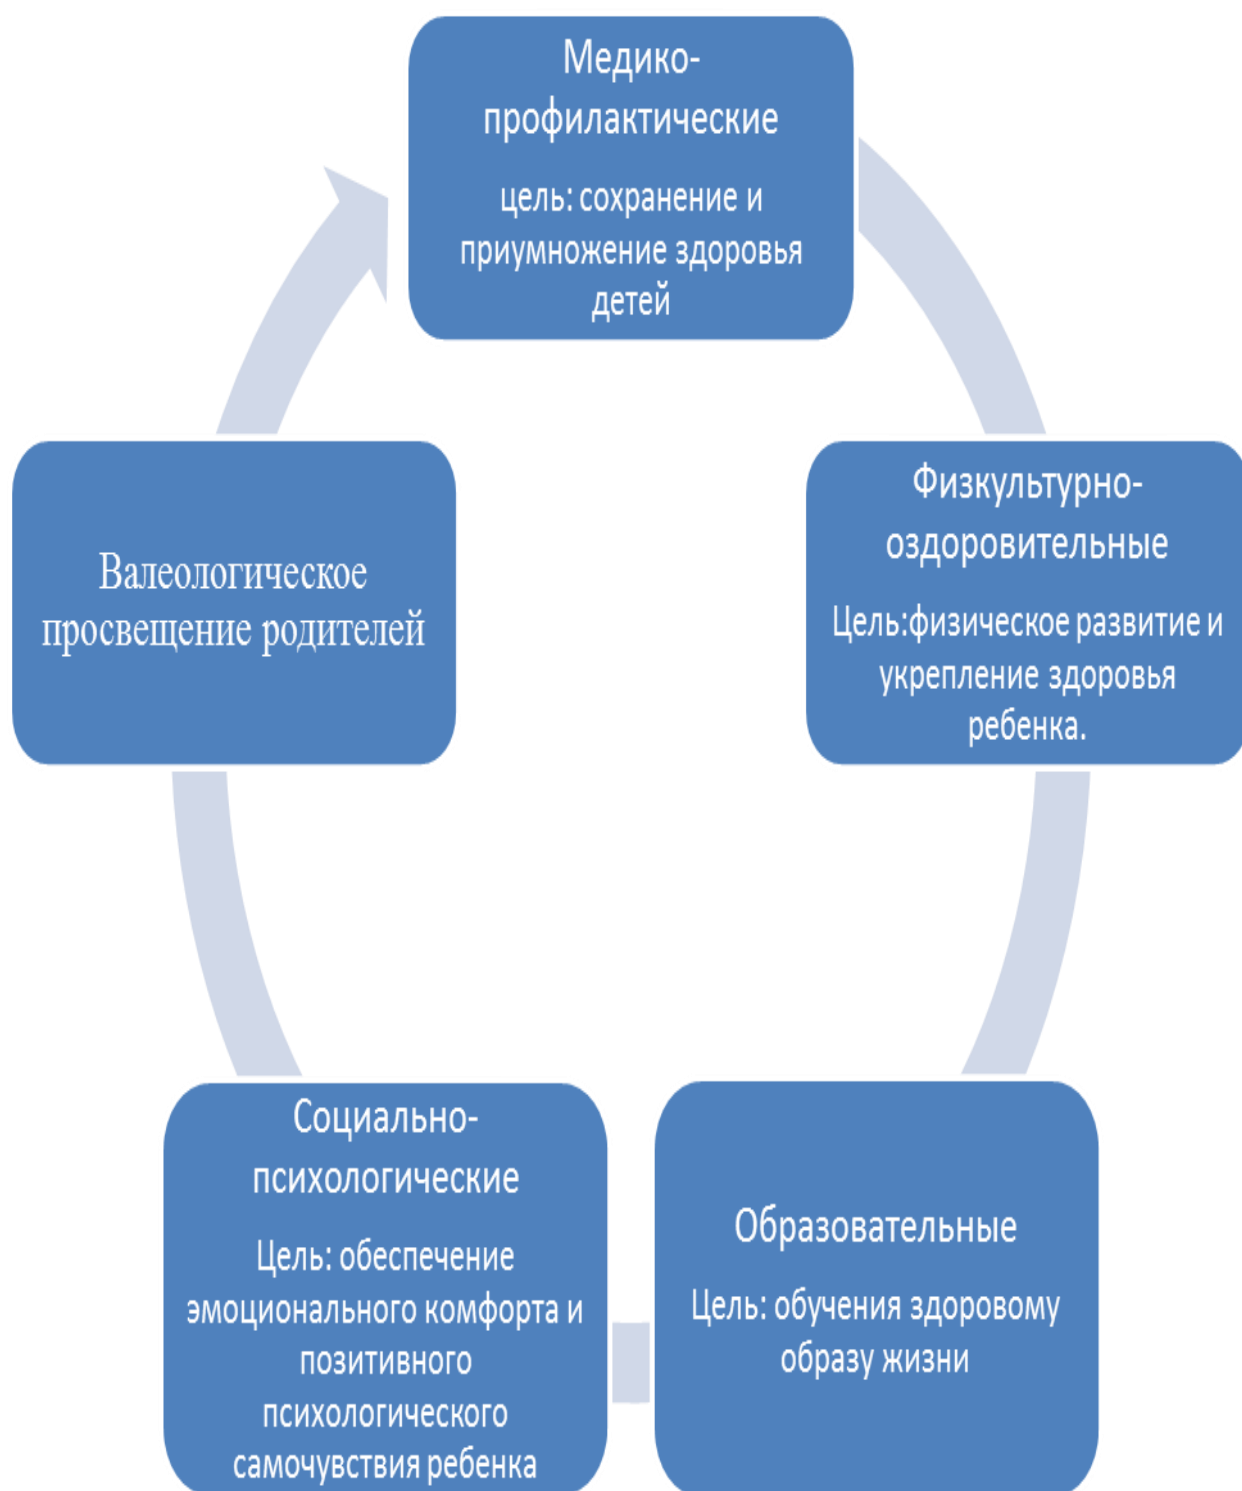 Медико-
профилактические
цель: сохранение и
приумножение здоровья
детей
Физкультурно-
оздоровительные
Цель:физическое развитие и
укрепление здоровья
ребенка.
Образовательные
Цель: обучения здоровому
образу жизни
Социально-
психологические
Цель: обеспечение
эмоционального комфорта и
позитивного
психологического
самочувствия ребенка
Валеологическое
просвещение родителей